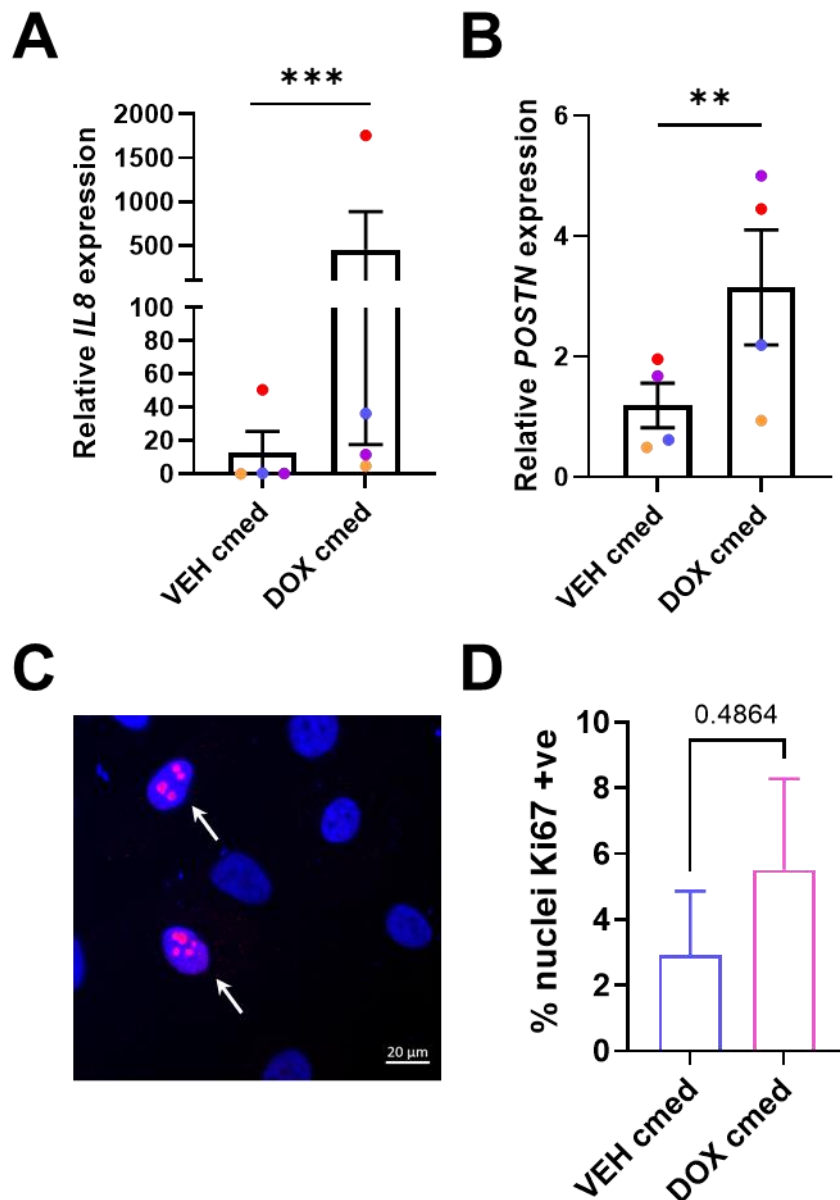 A
***
Relative IL8 expression
2000
1500
1000
500
100
80
60
40
20
0
VEH cmed
DOX cmed
B
**
Relative POSTN expression
6
4
2
0
VEH cmed
DOX cmed
C
20 µm
D
0.4864
% nuclei Ki67 +ve
10
8
6
4
2
0
VEH cmed
DOX cmed